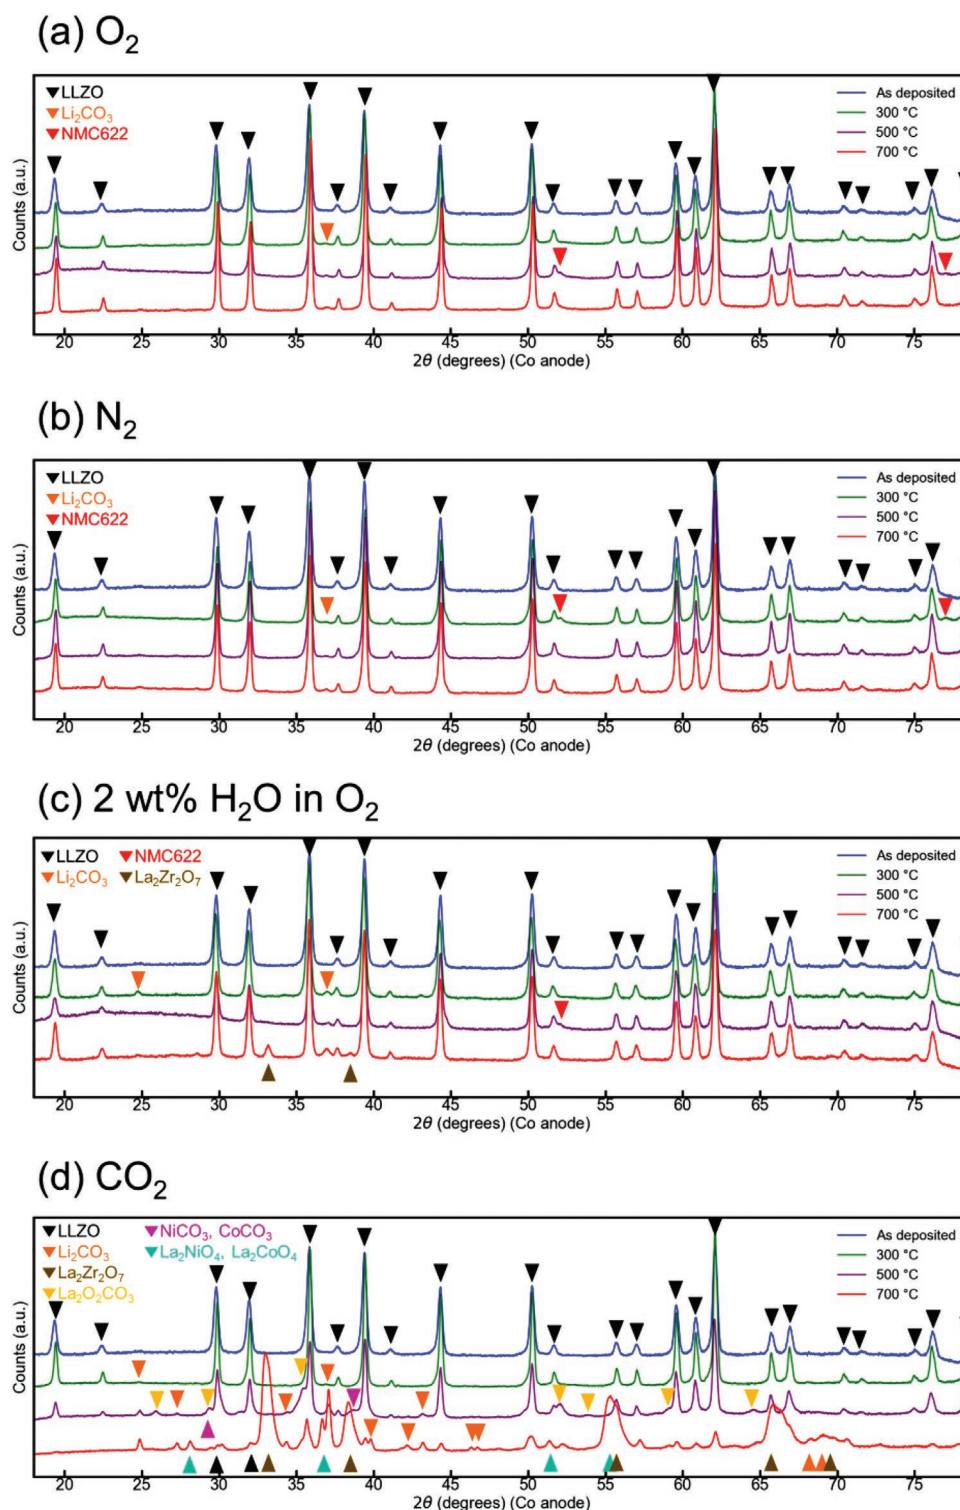 (a) O₂
▼LLZO
▼Li₂CO₃
▼NMC622
As deposited
300 °C
500 °C
700 °C
Counts (a.u.)
20 25 30 35 40 45 50 55 60 65 70 75
2θ (degrees) (Co anode)
(b) N₂
▼LLZO
▼Li₂CO₃
▼NMC622
As deposited
300 °C
500 °C
700 °C
Counts (a.u.)
20 25 30 35 40 45 50 55 60 65 70 75
2θ (degrees) (Co anode)
(c) 2 wt% H₂O in O₂
▼LLZO ▼NMC622
▼Li₂CO₃ ▼La₂Zr₂O₇
As deposited
300 °C
500 °C
700 °C
Counts (a.u.)
20 25 30 35 40 45 50 55 60 65 70 75
2θ (degrees) (Co anode)
(d) CO₂
▼LLZO ▼NiCO₃, CoCO₃
▼Li₂CO₃ ▼La₂NiO₄, La₂CoO₄
▼La₂Zr₂O₇
▼La₂O₂CO₃
As deposited
300 °C
500 °C
700 °C
Counts (a.u.)
20 25 30 35 40 45 50 55 60 65 70 75
2θ (degrees) (Co anode)